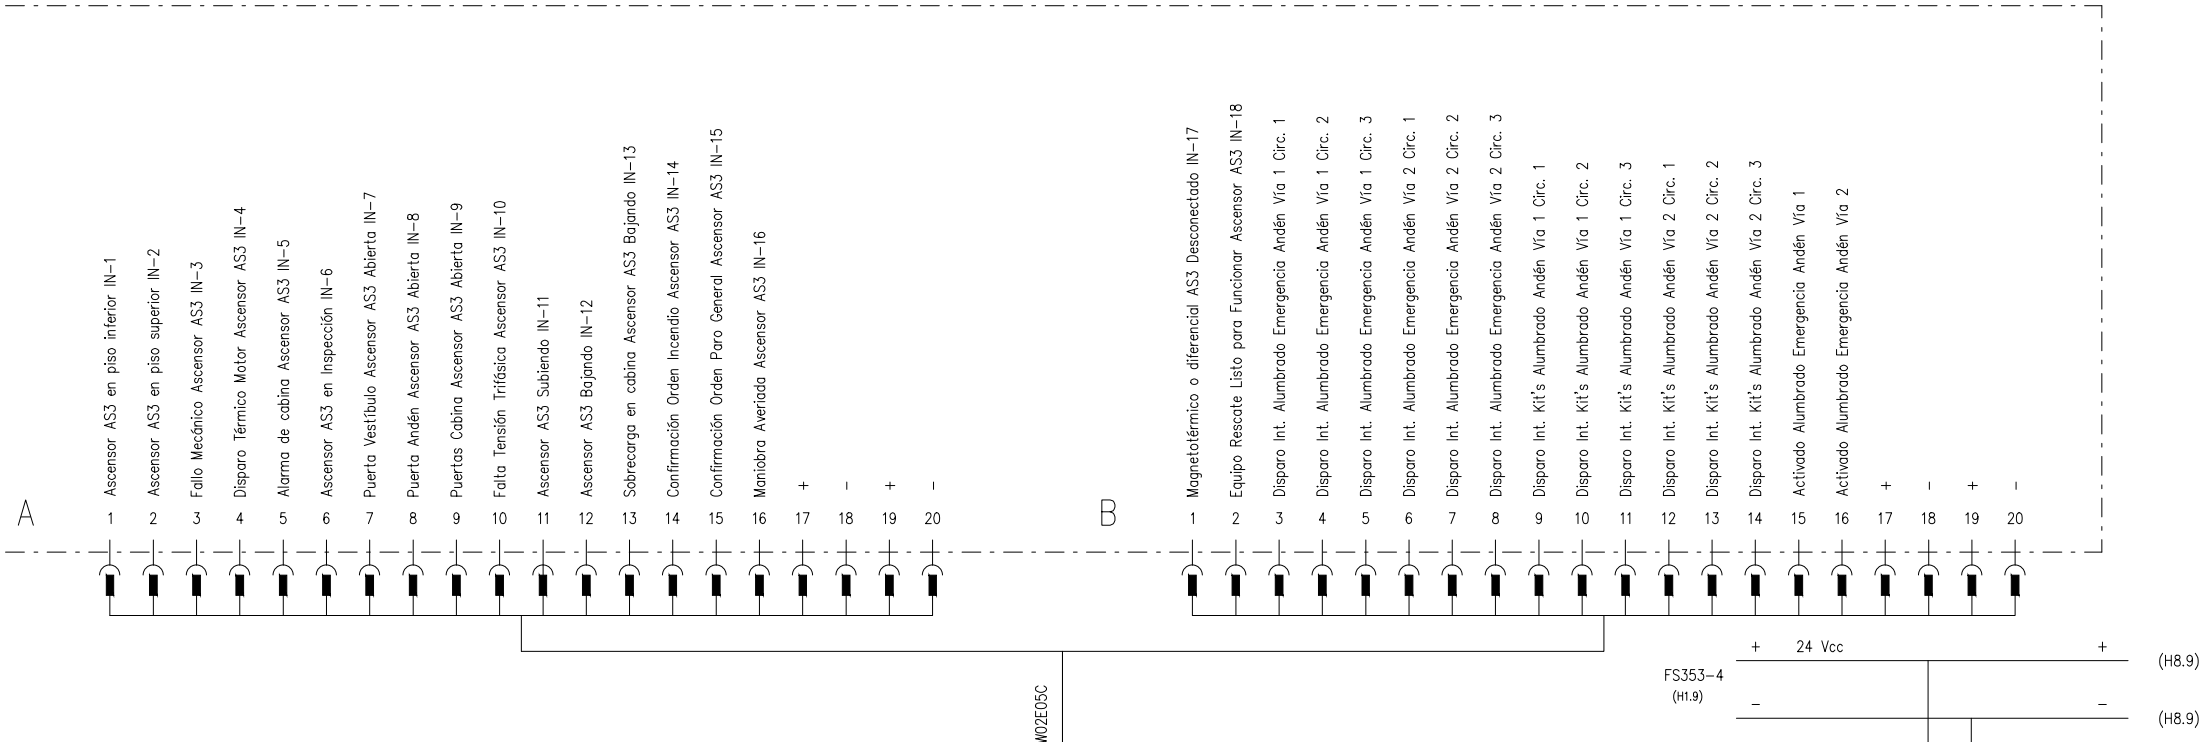 A
Ascensor AS3 en piso inferior IN-1
Ascensor AS3 en piso superior IN-2
Fallo Mecánico Ascensor AS3 IN-3
Disparo Térmico Motor Ascensor AS3 IN-4
Alarma de cabina Ascensor AS3 IN-5
Ascensor AS3 en Inspección IN-6
Puerta Vestíbulo Ascensor AS3 Abierta IN-7
Puerta Andén Ascensor AS3 Abierta IN-8
Puertas Cabina Ascensor AS3 Abierta IN-9
Falta Tensión Trifásica Ascensor AS3 IN-10
Ascensor AS3 Subiendo IN-11
Ascensor AS3 Bajando IN-12
Sobrecarga en cabina Ascensor AS3 Bajando IN-13
Confirmación Orden Incendio Ascensor AS3 IN-14
Confirmación Orden Paro General Ascensor AS3 IN-15
Maniobra Averiada Ascensor AS3 IN-16
+
-
+
-
1 2 3 4 5 6 7 8 9 10 11 12 13 14 15 16 17 18 19 20
B
Magnetotérmico o diferencial AS3 Desconectado IN-17
Equipo Rescate Listo para Funcionar Ascensor AS3 IN-18
Disparo Int. Alumbrado Emergencia Andén Vía 1 Circ. 1
Disparo Int. Alumbrado Emergencia Andén Vía 1 Circ. 2
Disparo Int. Alumbrado Emergencia Andén Vía 1 Circ. 3
Disparo Int. Alumbrado Emergencia Andén Vía 2 Circ. 1
Disparo Int. Alumbrado Emergencia Andén Vía 2 Circ. 2
Disparo Int. Alumbrado Emergencia Andén Vía 2 Circ. 3
Disparo Int. Kit's Alumbrado Andén Vía 1 Circ. 1
Disparo Int. Kit's Alumbrado Andén Vía 1 Circ. 2
Disparo Int. Kit's Alumbrado Andén Vía 1 Circ. 3
Disparo Int. Kit's Alumbrado Andén Vía 2 Circ. 1
Disparo Int. Kit's Alumbrado Andén Vía 2 Circ. 2
Disparo Int. Kit's Alumbrado Andén Vía 2 Circ. 3
Activado Alumbrado Emergencia Andén Vía 1
Activado Alumbrado Emergencia Andén Vía 2
+
-
+
-
1 2 3 4 5 6 7 8 9 10 11 12 13 14 15 16 17 18 19 20
W02E05C
+ 24 Vcc +
(H8.9)
FS353-4
(H1.9)
- -
(H8.9)